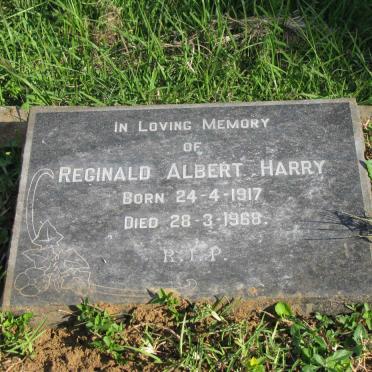 In Loving Memory
of
Reginald Albert Harry
Born 24-4-1917
Died 28-3-1968.
R.I.P.